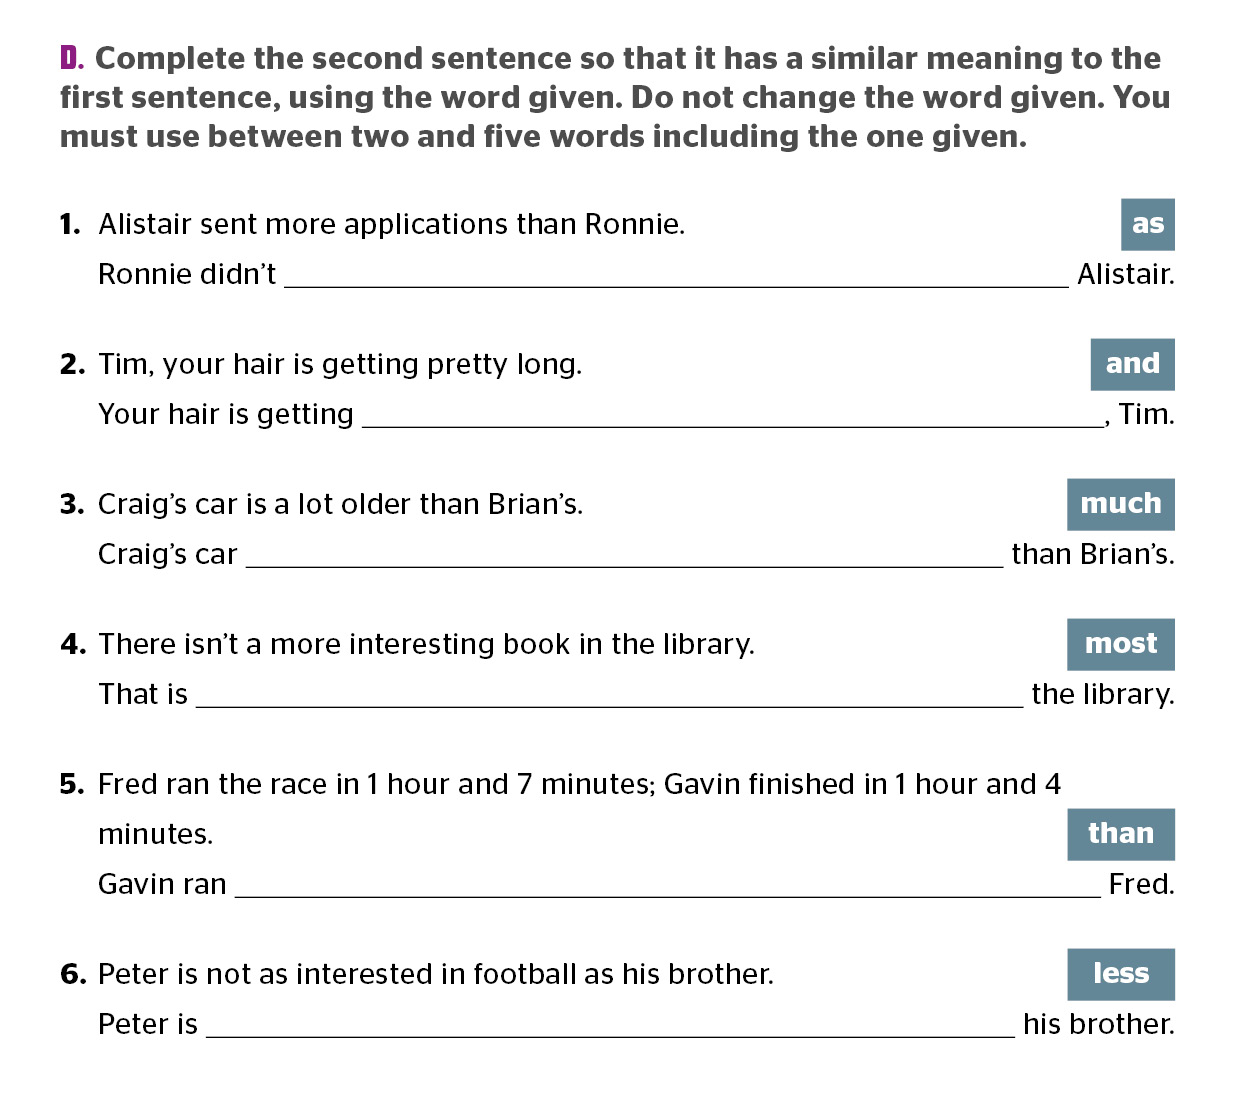 D. Complete the second sentence so that it has a similar meaning to the
first sentence, using the word given. Do not change the word given. You
must use between two and five words including the one given.
1. Alistair sent more applications than Ronnie. as
Ronnie didn’t ______ Alistair.
2. Tim, your hair is getting pretty long. and
Your hair is getting ______, Tim.
3. Craig’s car is a lot older than Brian’s. much
Craig’s car ______ than Brian’s.
4. There isn’t a more interesting book in the library. most
That is ______ the library.
5. Fred ran the race in 1 hour and 7 minutes; Gavin finished in 1 hour and 4
minutes. than
Gavin ran ______ Fred.
6. Peter is not as interested in football as his brother. less
Peter is ______ his brother.